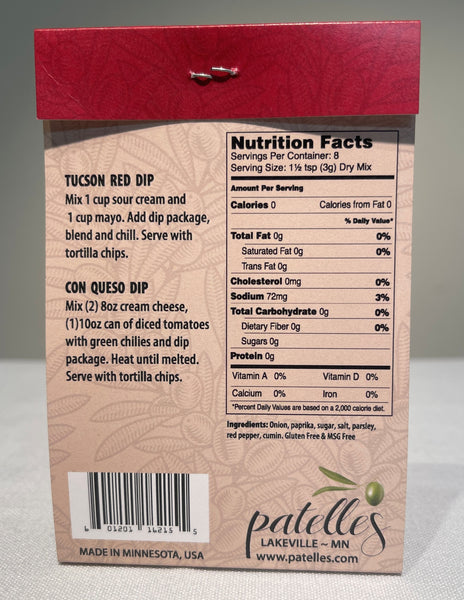 TUCSON RED DIP
Mix 1 cup sour cream and
1 cup mayo. Add dip package,
blend and chill. Serve with
tortilla chips.
CON QUESO DIP
Mix (2) 8oz cream cheese,
(1)10oz can of diced tomatoes
with green chilies and dip
package. Heat until melted.
Serve with tortilla chips.
6 01201 11621 5 5
MADE IN MINNESOTA, USA
Nutrition Facts
Servings Per Container: 8
Serving Size: 1½ tsp (3g) Dry Mix
Amount Per Serving
Calories 0 Calories from Fat 0
% Daily Value*
Total Fat 0g 0%
Saturated Fat 0g 0%
Trans Fat 0g
Cholesterol 0mg 0%
Sodium 72mg 3%
Total Carbohydrate 0g 0%
Dietary Fiber 0g 0%
Sugars 0g
Protein 0g
Vitamin A 0% Vitamin D 0%
Calcium 0% Iron 0%
*Percent Daily Values are based on a 2,000 calorie diet.
Ingredients: Onion, paprika, sugar, salt, parsley,
red pepper, cumin. Gluten Free & MSG Free
patelles
LAKEVILLE ~ MN
www.patelles.com